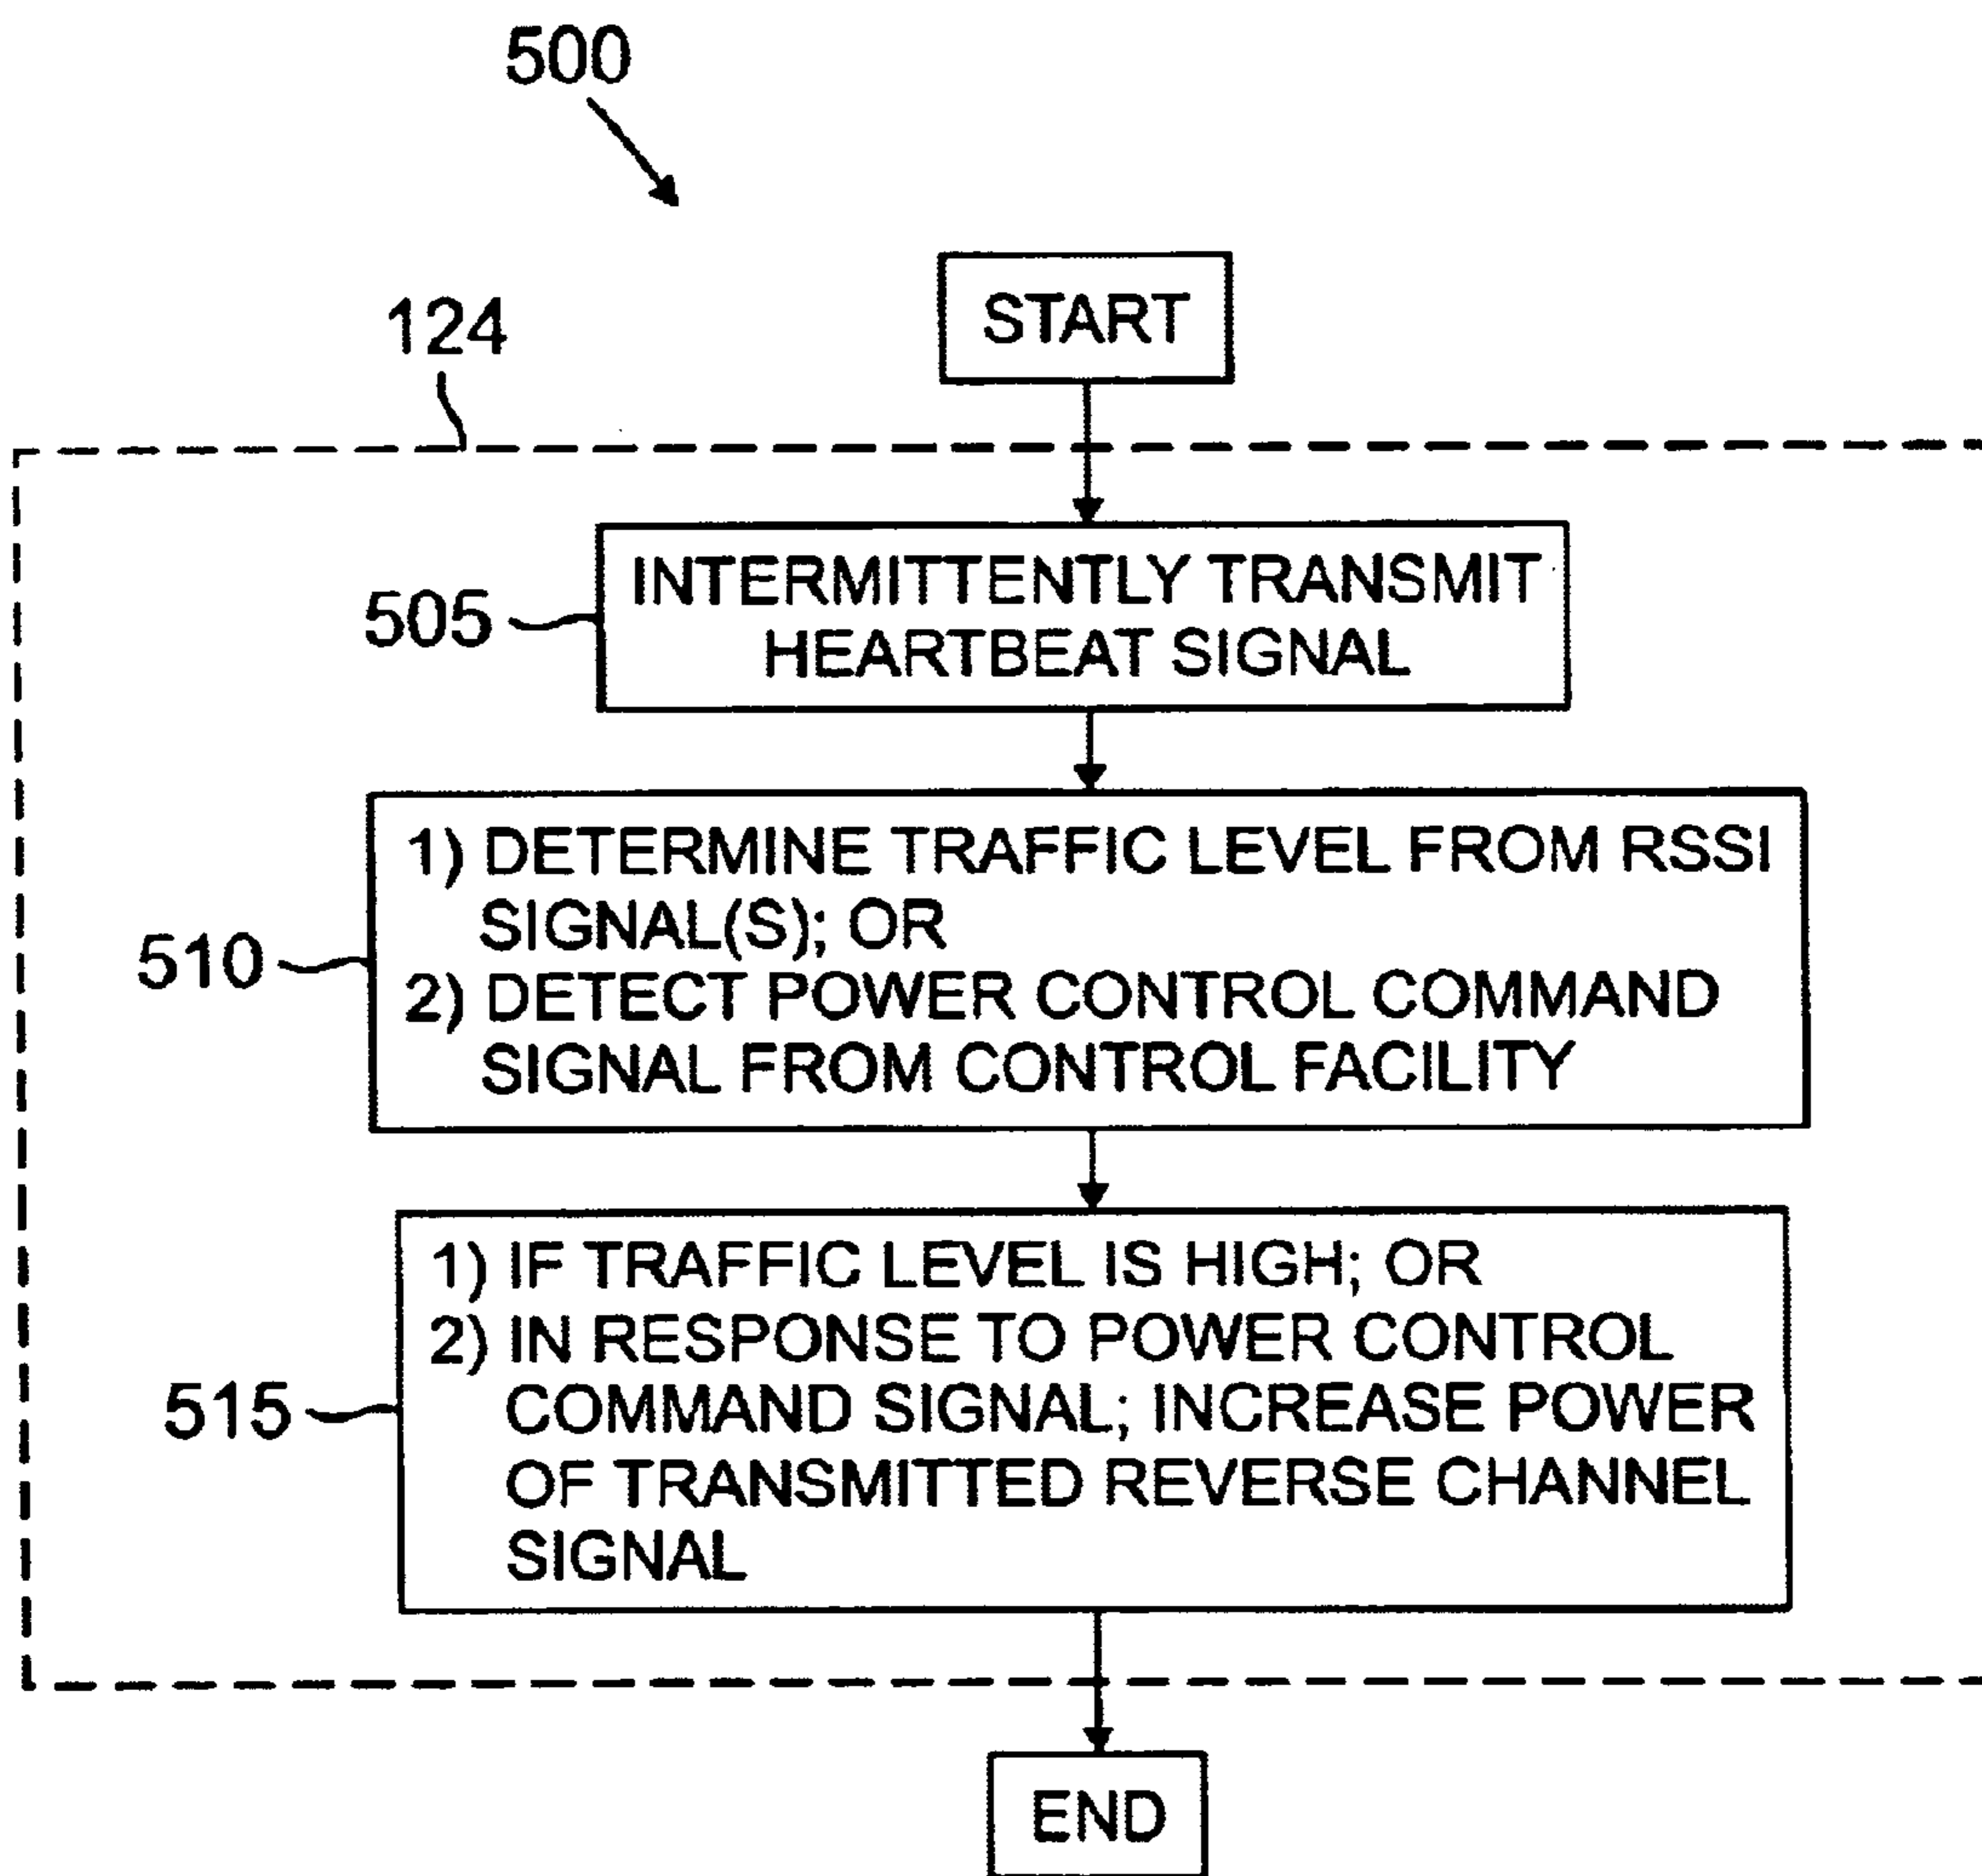 500
START
124
INTERMITTENTLY TRANSMIT
HEARTBEAT SIGNAL
505
1) DETERMINE TRAFFIC LEVEL FROM RSSI
SIGNAL(S); OR
2) DETECT POWER CONTROL COMMAND
SIGNAL FROM CONTROL FACILITY
510
1) IF TRAFFIC LEVEL IS HIGH; OR
2) IN RESPONSE TO POWER CONTROL
COMMAND SIGNAL; INCREASE POWER
OF TRANSMITTED REVERSE CHANNEL
SIGNAL
515
END